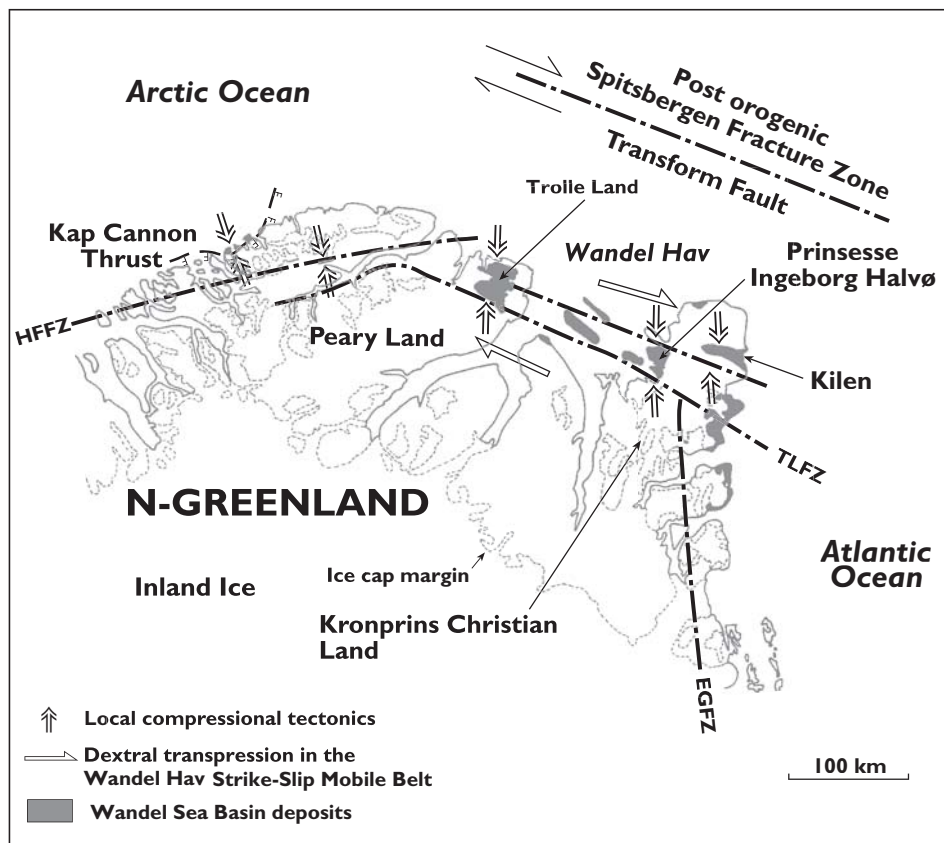 Arctic Ocean
Post orogenic
Spitsbergen Fracture Zone
Transform Fault
Trolle Land
Kap Cannon
Thrust
Wandel Hav
Prinsesse
Ingeborg Halvø
HFFZ
Peary Land
Kilen
TLFZ
N-GREENLAND
Atlantic
Ocean
Inland Ice
Ice cap margin
Kronprins Christian
Land
EGFZ
Local compressional tectonics
Dextral transpression in the
Wandel Hav Strike-Slip Mobile Belt
Wandel Sea Basin deposits
100 km